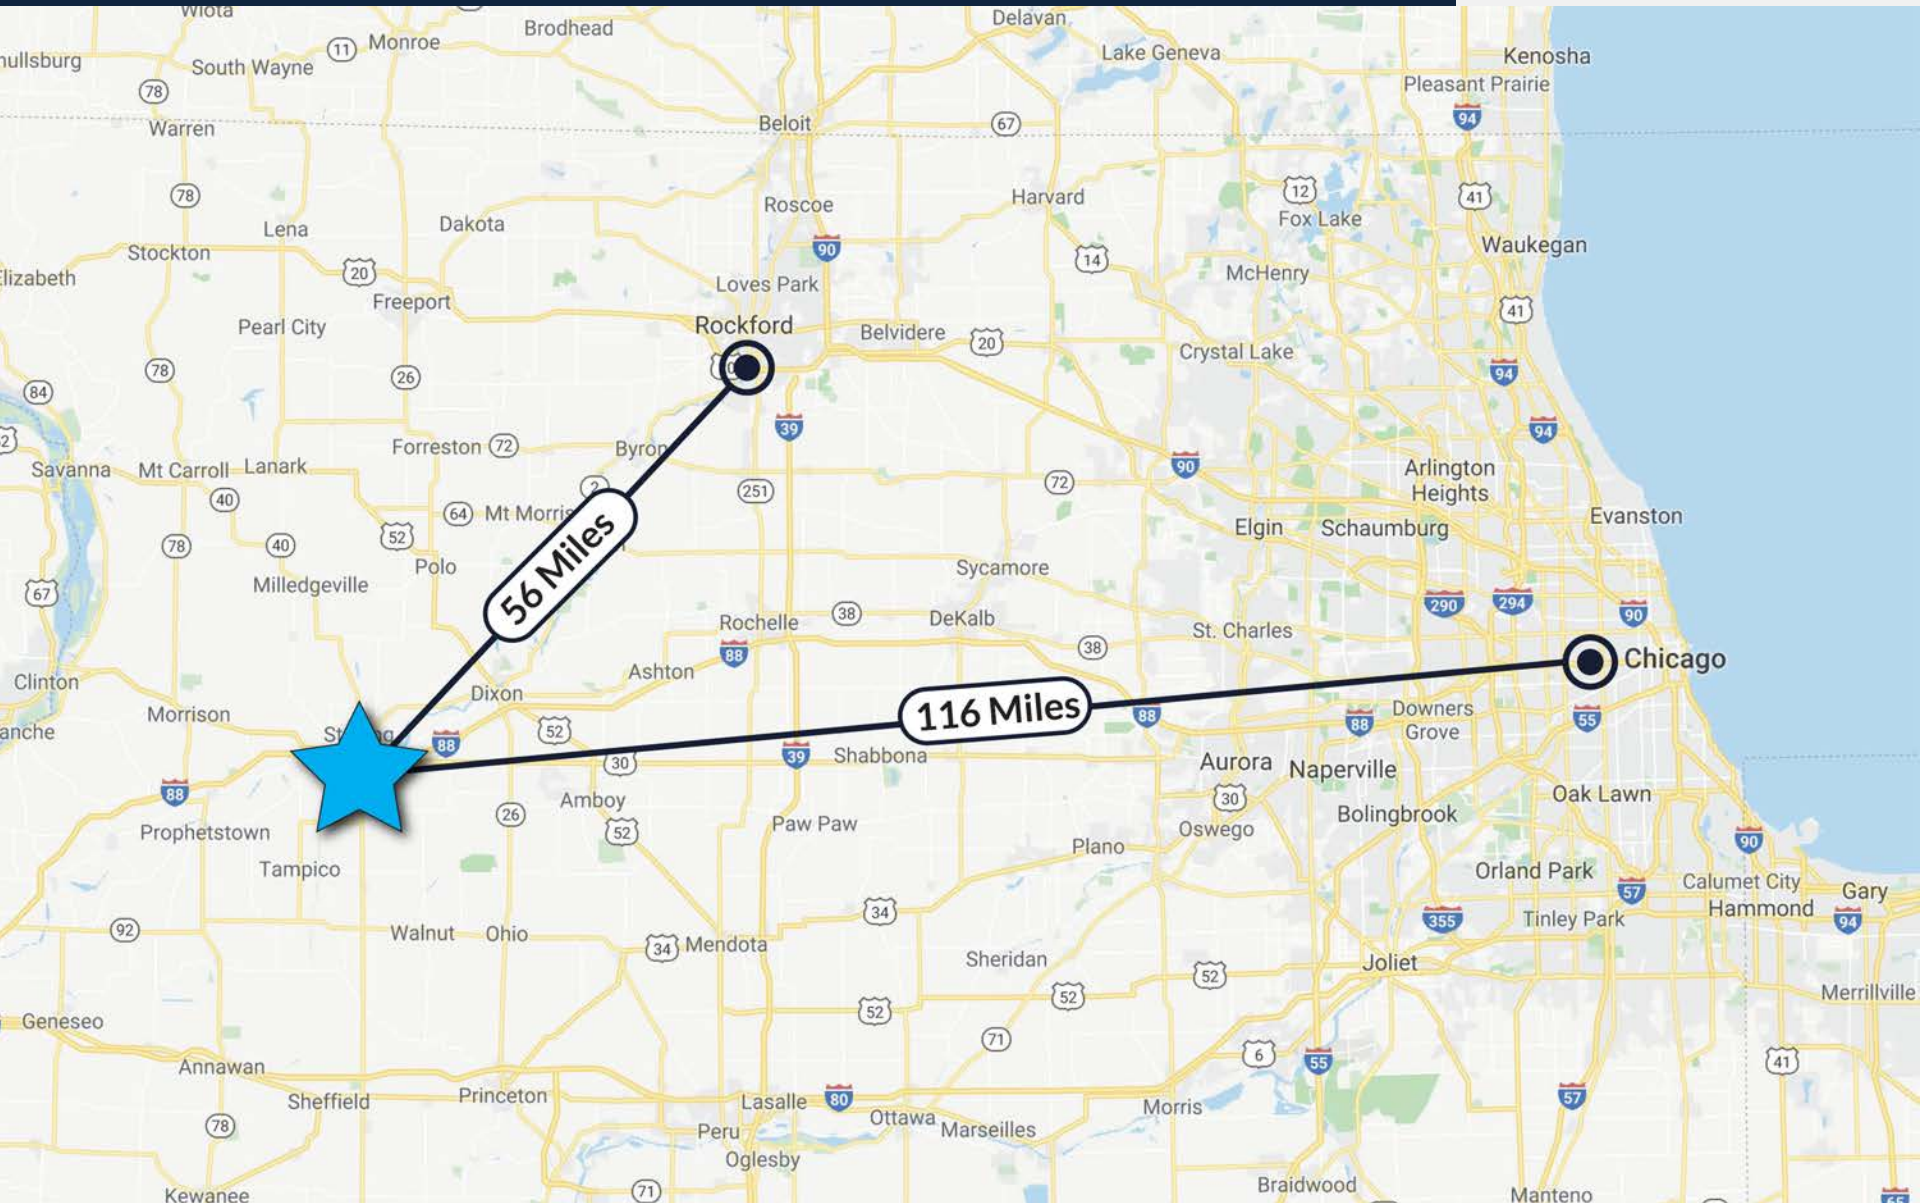 Wiota
Delavan
Brodhead
11
Monroe
Lake Geneva
Kenosha
South Wayne
Pleasant Prairie
78
94
Warren
Beloit
67
78
Harvard
12
41
Roscoe
Fox Lake
Lena
Dakota
Waukegan
Stockton
90
14
20
McHenry
Loves Park
Freeport
41
Pearl City
Rockford
Belvidere
20
Crystal Lake
78
26
94
84
39
94
Forreston
72
Byron
Savanna
Mt Carroll
Lanark
90
Arlington
Heights
40
2
251
72
64
Mt Morris
Evanston
52
Elgin
Schaumburg
78
40
56 Miles
Polo
Sycamore
Milledgeville
67
290
294
90
Rochelle
38
DeKalb
St. Charles
88
38
Chicago
Ashton
Clinton
Dixon
Morrison
116 Miles
88
88
Downers
Grove
55
52
88
30
39
Shabbona
Aurora
Naperville
88
Amboy
30
Oak Lawn
26
Bolingbrook
Prophetstown
52
Paw Paw
Oswego
90
Plano
Tampico
Orland Park
57
Calumet City
Gary
34
355
Tinley Park
Hammond
94
92
Walnut
Ohio
34
Mendota
Sheridan
Joliet
52
52
Merrillville
52
Geneseo
71
6
55
41
Annawan
Princeton
Sheffield
Lasalle
80
57
Morris
78
Ottawa
Marseilles
Peru
Oglesby
Braidwood
71
Kewanee
Manteno